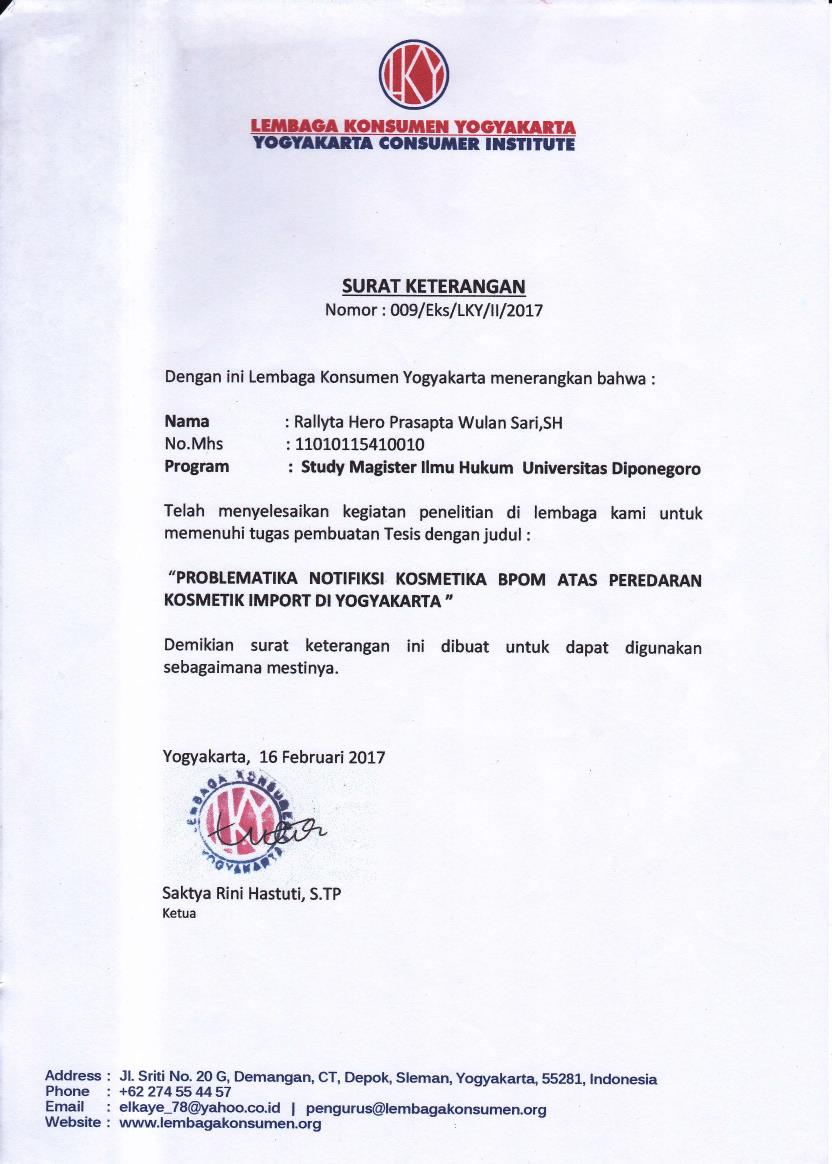 LKY
LEMBAGA KONSUMEN YOGYAKARTA
YOGYAKARTA CONSUMER INSTITUTE
SURAT KETERANGAN
Nomor : 009/Eks/LKY/II/2017
Dengan ini Lembaga Konsumen Yogyakarta menerangkan bahwa :
Nama : Rallyta Hero Prasapta Wulan Sari,SH
No.Mhs : 11010115410010
Program : Study Magister Ilmu Hukum Universitas Diponegoro
Telah menyelesaikan kegiatan penelitian di lembaga kami untuk
memenuhi tugas pembuatan Tesis dengan judul :
“PROBLEMATIKA NOTIFIKSI KOSMETIKA BPOM ATAS PEREDARAN
KOSMETIK IMPORT DI YOGYAKARTA ”
Demikian surat keterangan ini dibuat untuk dapat digunakan
sebagaimana mestinya.
Yogyakarta, 16 Februari 2017
LEMBAGA KONSUMEN
LKY
YOGYAKARTA
Saktya Rini Hastuti, S.TP
Ketua
Address : Jl. Sriti No. 20 G, Demangan, CT, Depok, Sleman, Yogyakarta, 55281, Indonesia
Phone : +62 274 55 44 57
Email : elkaye_78@yahoo.co.id | pengurus@lembagakonsumen.org
Website : www.lembagakonsumen.org